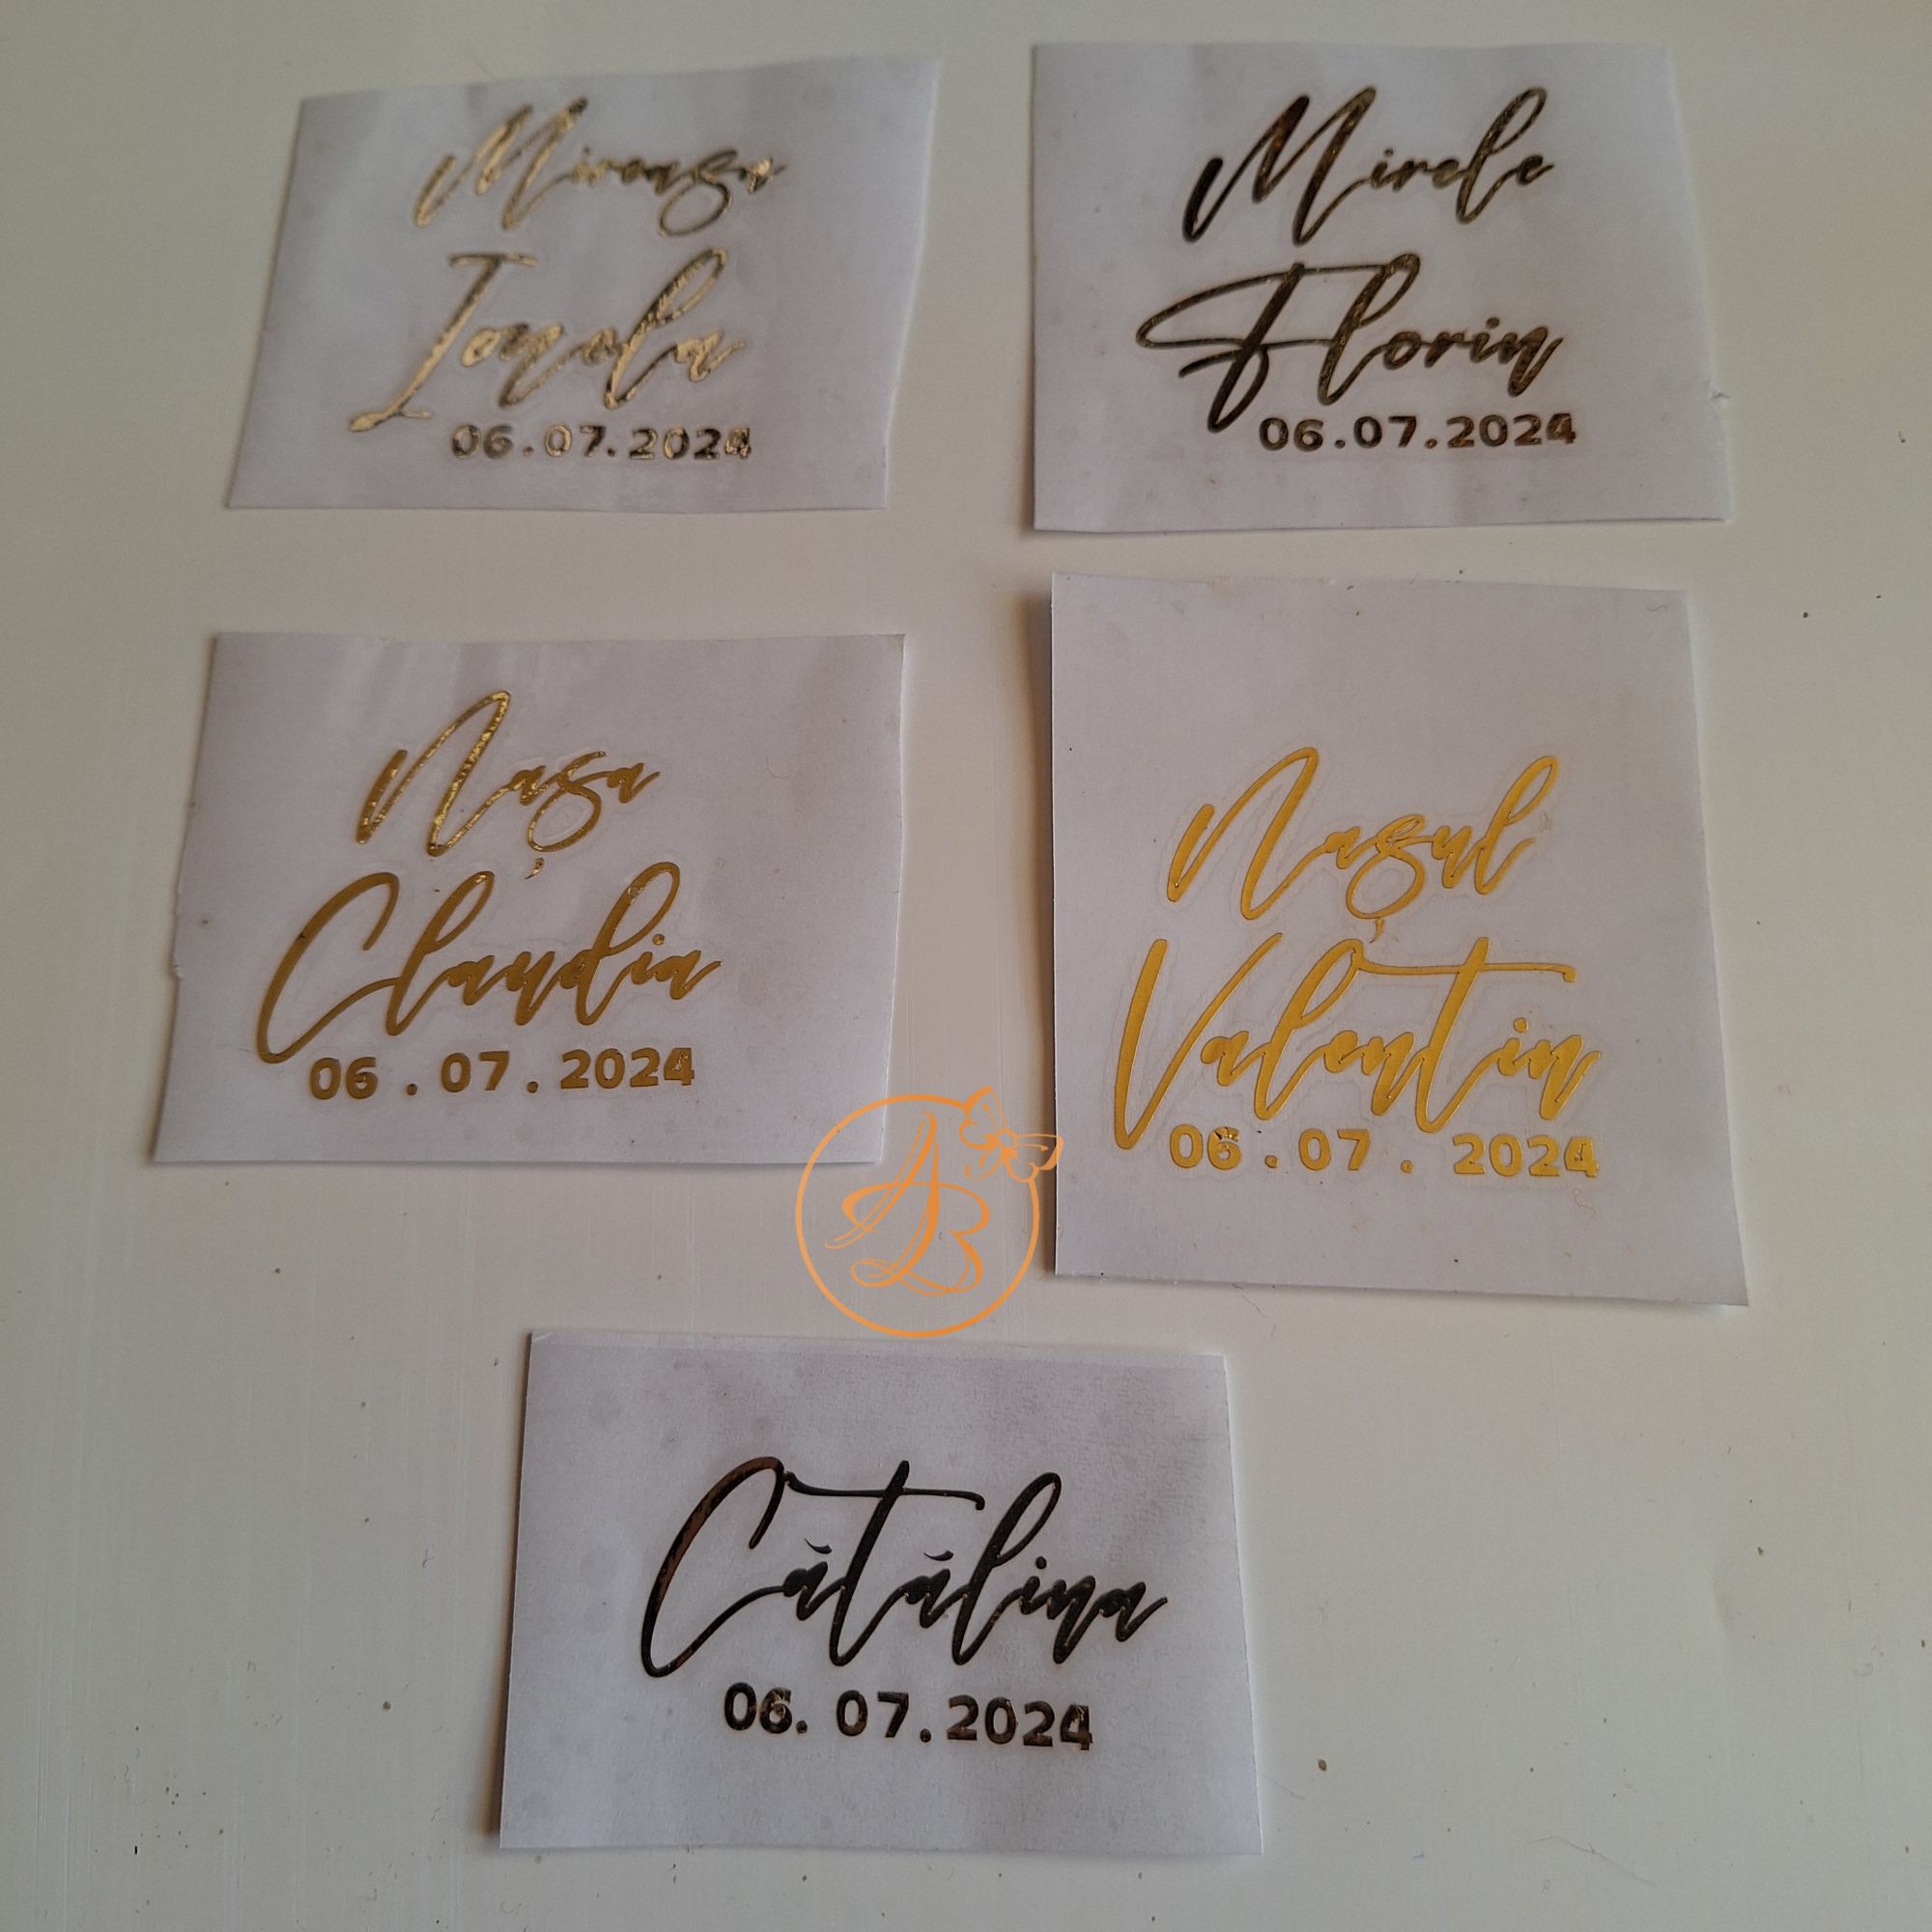 Mireasa
Ionela
06.07.2024
Mirele
Florin
06.07.2024
Nașa
Claudia
06 . 07 . 2024
Nașul
Valentin
06 . 07 . 2024
AB
Cătălina
06. 07 . 2024